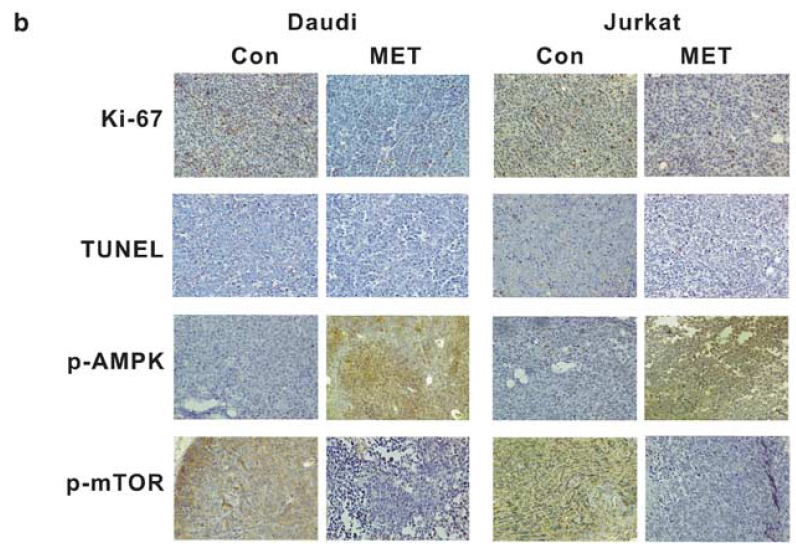 b
Daudi Jurkat
Con MET Con MET
Ki-67
TUNEL
p-AMPK
p-mTOR